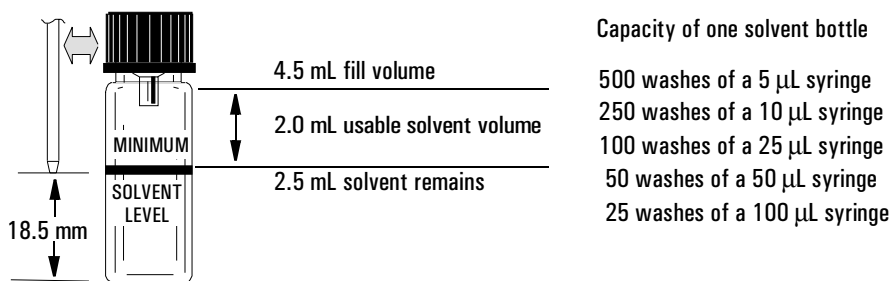 4.5 mL fill volume
2.0 mL usable solvent volume
2.5 mL solvent remains
MINIMUM
SOLVENT
LEVEL
18.5 mm
Capacity of one solvent bottle
500 washes of a 5 µL syringe
250 washes of a 10 µL syringe
100 washes of a 25 µL syringe
50 washes of a 50 µL syringe
25 washes of a 100 µL syringe